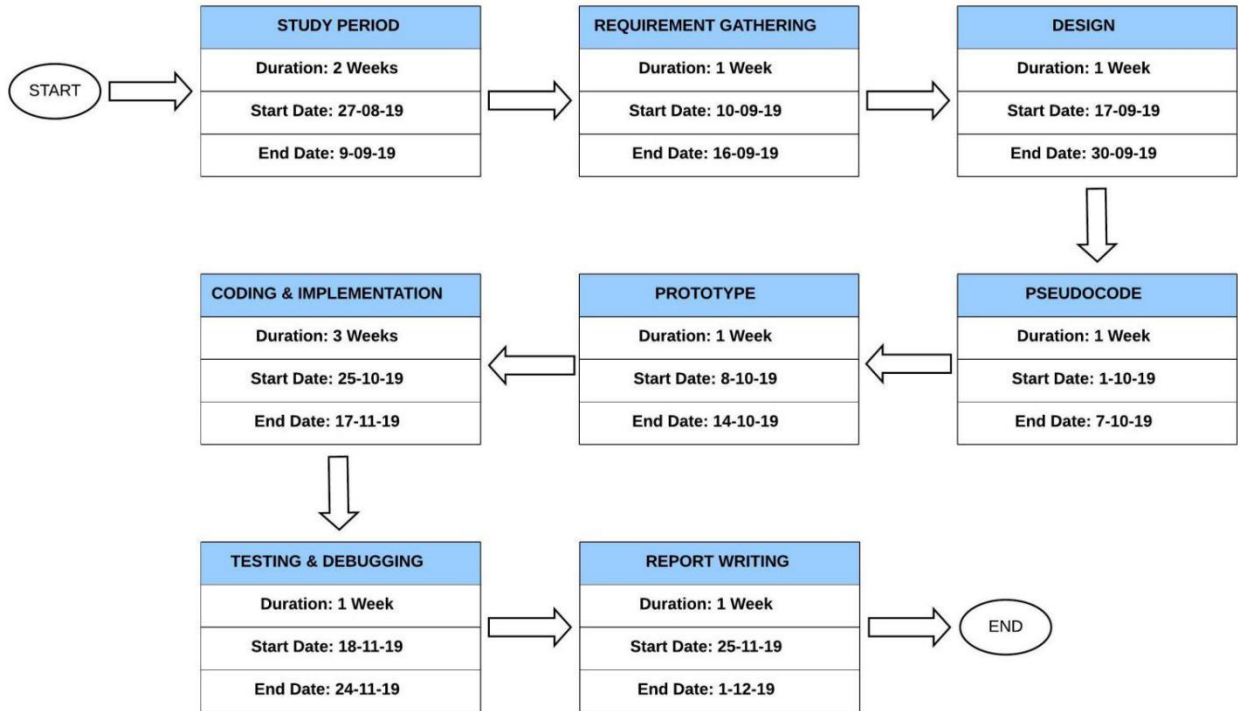 START
STUDY PERIOD
Duration: 2 Weeks
Start Date: 27-08-19
End Date: 9-09-19
REQUIREMENT GATHERING
Duration: 1 Week
Start Date: 10-09-19
End Date: 16-09-19
DESIGN
Duration: 1 Week
Start Date: 17-09-19
End Date: 30-09-19
PSEUDOCODE
Duration: 1 Week
Start Date: 1-10-19
End Date: 7-10-19
PROTOTYPE
Duration: 1 Week
Start Date: 8-10-19
End Date: 14-10-19
CODING & IMPLEMENTATION
Duration: 3 Weeks
Start Date: 25-10-19
End Date: 17-11-19
TESTING & DEBUGGING
Duration: 1 Week
Start Date: 18-11-19
End Date: 24-11-19
REPORT WRITING
Duration: 1 Week
Start Date: 25-11-19
End Date: 1-12-19
END